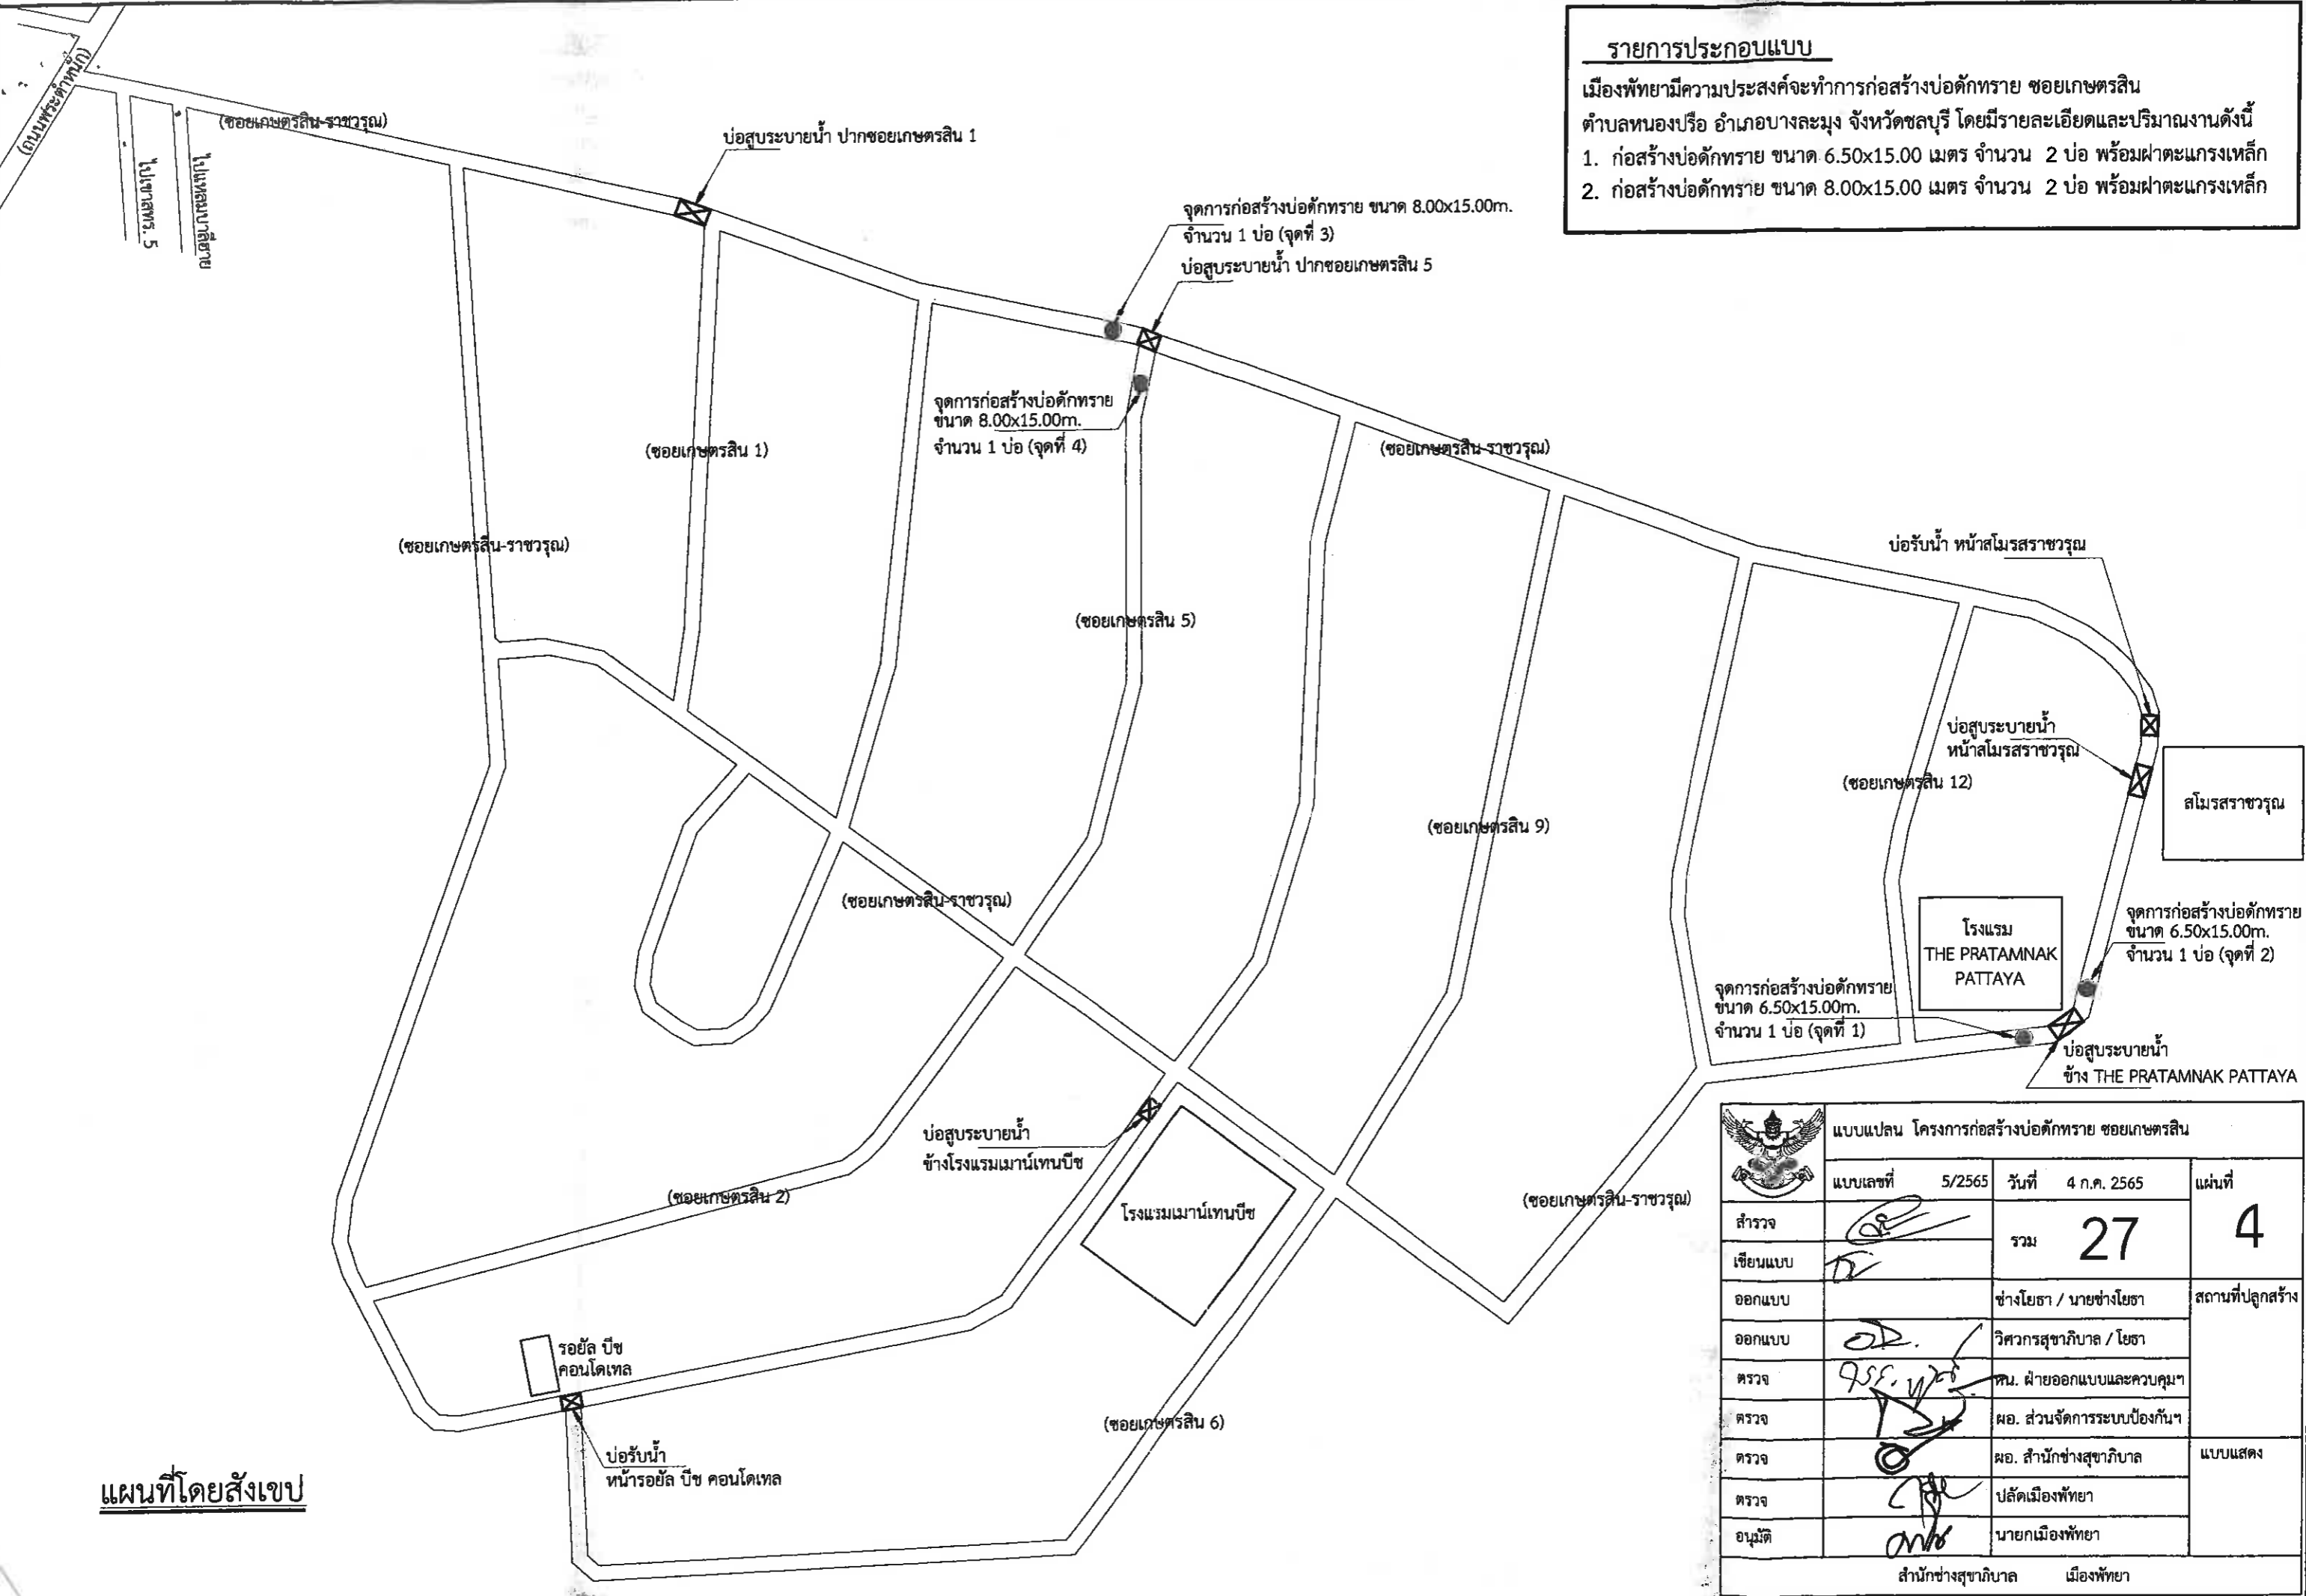 รายการประกอบแบบ
เมืองพัทยามีความประสงค์จะทำการก่อสร้างบ่อดักทราย ซอยเกษตรสิน
ตำบลหนองปรือ อำเภอบางละมุง จังหวัดชลบุรี โดยมีรายละเอียดและปริมาณงานดังนี้
1. ก่อสร้างบ่อดักทราย ขนาด 6.50x15.00 เมตร จำนวน 2 บ่อ พร้อมฝาตะแกรงเหล็ก
2. ก่อสร้างบ่อดักทราย ขนาด 8.00x15.00 เมตร จำนวน 2 บ่อ พร้อมฝาตะแกรงเหล็ก
(ถนนพระตำหนัก)
(ซอยเกษตรสิน-ราชวรุณ)
ไปเขาสทร. 5
ไปแหลมบาลีฮาย
บ่อสูบระบายน้ำ ปากซอยเกษตรสิน 1
จุดการก่อสร้างบ่อดักทราย ขนาด 8.00x15.00m.
จำนวน 1 บ่อ (จุดที่ 3)
บ่อสูบระบายน้ำ ปากซอยเกษตรสิน 5
จุดการก่อสร้างบ่อดักทราย
ขนาด 8.00x15.00m.
จำนวน 1 บ่อ (จุดที่ 4)
(ซอยเกษตรสิน 1)
(ซอยเกษตรสิน-ราชวรุณ)
(ซอยเกษตรสิน-ราชวรุณ)
บ่อรับน้ำ หน้าสโมรสราชวรุณ
(ซอยเกษตรสิน 5)
บ่อสูบระบายน้ำ
หน้าสโมรสราชวรุณ
(ซอยเกษตรสิน 12)
สโมรสราชวรุณ
(ซอยเกษตรสิน 9)
(ซอยเกษตรสิน-ราชวรุณ)
โรงแรม
THE PRATAMNAK
PATTAYA
จุดการก่อสร้างบ่อดักทราย
ขนาด 6.50x15.00m.
จำนวน 1 บ่อ (จุดที่ 2)
จุดการก่อสร้างบ่อดักทราย
ขนาด 6.50x15.00m.
จำนวน 1 บ่อ (จุดที่ 1)
บ่อสูบระบายน้ำ
ข้าง THE PRATAMNAK PATTAYA
บ่อสูบระบายน้ำ
ข้างโรงแรมเมาน์เทนบีช
(ซอยเกษตรสิน 2)
โรงแรมเมาน์เทนบีช
(ซอยเกษตรสิน-ราชวรุณ)
รอยัล บีช
คอนโดเทล
(ซอยเกษตรสิน 6)
บ่อรับน้ำ
หน้ารอยัล บีช คอนโดเทล
แผนที่โดยสังเขป
แบบแปลน โครงการก่อสร้างบ่อดักทราย ซอยเกษตรสิน
แบบเลขที่ 5/2565 วันที่ 4 ก.ค. 2565 แผ่นที่
สำรวจ รวม 27 4
เขียนแบบ
ออกแบบ ช่างโยธา / นายช่างโยธา สถานที่ปลูกสร้าง
ออกแบบ วิศวกรสุขาภิบาล / โยธา
ตรวจ หน. ฝ่ายออกแบบและควบคุมฯ
ตรวจ ผอ. ส่วนจัดการระบบป้องกันฯ
ตรวจ ผอ. สำนักช่างสุขาภิบาล แบบแสดง
ตรวจ ปลัดเมืองพัทยา
อนุมัติ นายกเมืองพัทยา
สำนักช่างสุขาภิบาล เมืองพัทยา